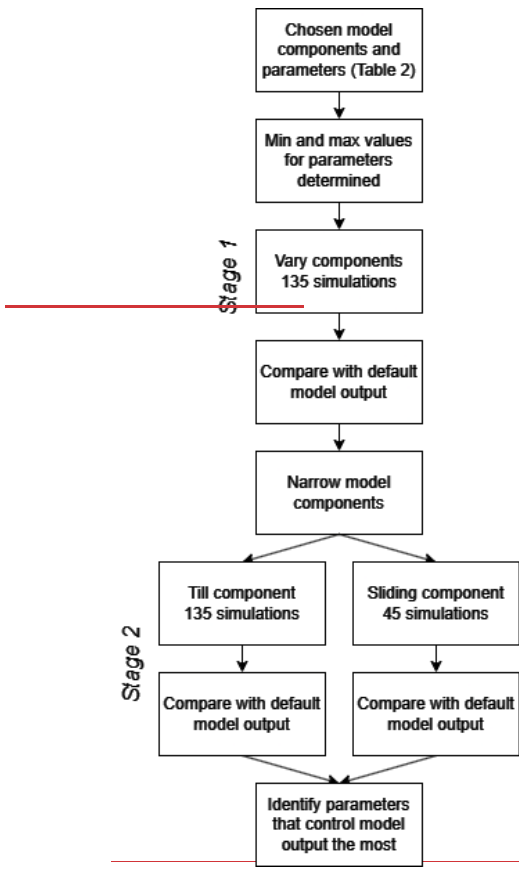 Chosen model
components and
parameters (Table 2)
Min and max values
for parameters
determined
Stage 1
Vary components
135 simulations
Compare with default
model output
Narrow model
components
Till component
135 simulations
Sliding component
45 simulations
Stage 2
Compare with default
model output
Compare with default
model output
Identify parameters
that control model
output the most